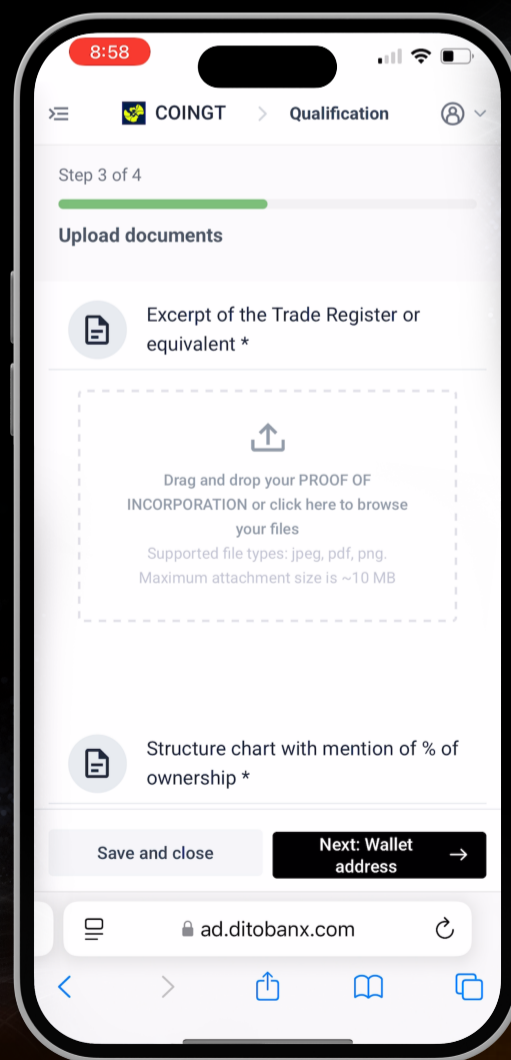 8:58
COINGT
Qualification
Step 3 of 4
Upload documents
Excerpt of the Trade Register or
equivalent *
Drag and drop your PROOF OF
INCORPORATION or click here to browse
your files
Supported file types: jpeg, pdf, png.
Maximum attachment size is ~10 MB
Structure chart with mention of % of
ownership *
Save and close
Next: Wallet
address
ad.ditobanx.com